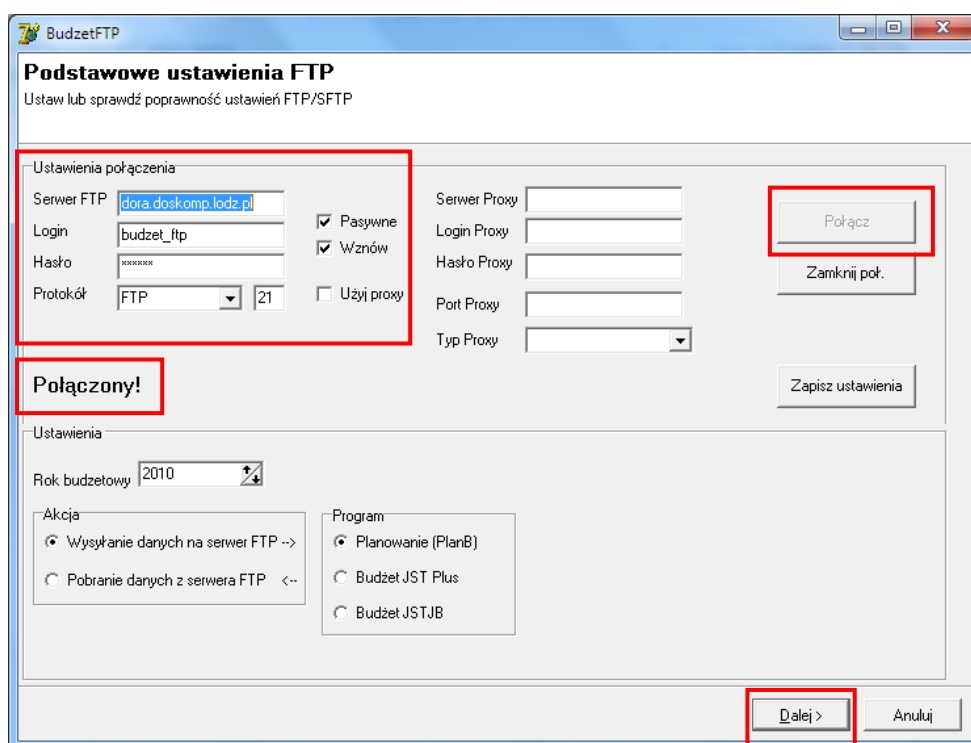 BudzetFTP
Podstawowe ustawienia FTP
Ustaw lub sprawdź poprawność ustawień FTP/SFTP
Ustawienia połączenia
Serwer FTP dora.doskomp.lodz.pl
Login budzet_ftp
Hasło ××××××
Protokół FTP 21
Pasywne
Wznów
Użyj proxy
Serwer Proxy
Login Proxy
Hasło Proxy
Port Proxy
Typ Proxy
Połącz
Zamknij poł.
Połączony!
Zapisz ustawienia
Ustawienia
Rok budzetowy 2010
Akcja
Wysyłanie danych na serwer FTP -->
Pobranie danych z serwera FTP <--
Program
Planowanie (PlanB)
Budżet JST Plus
Budżet JSTJB
Dalej >
Anuluj